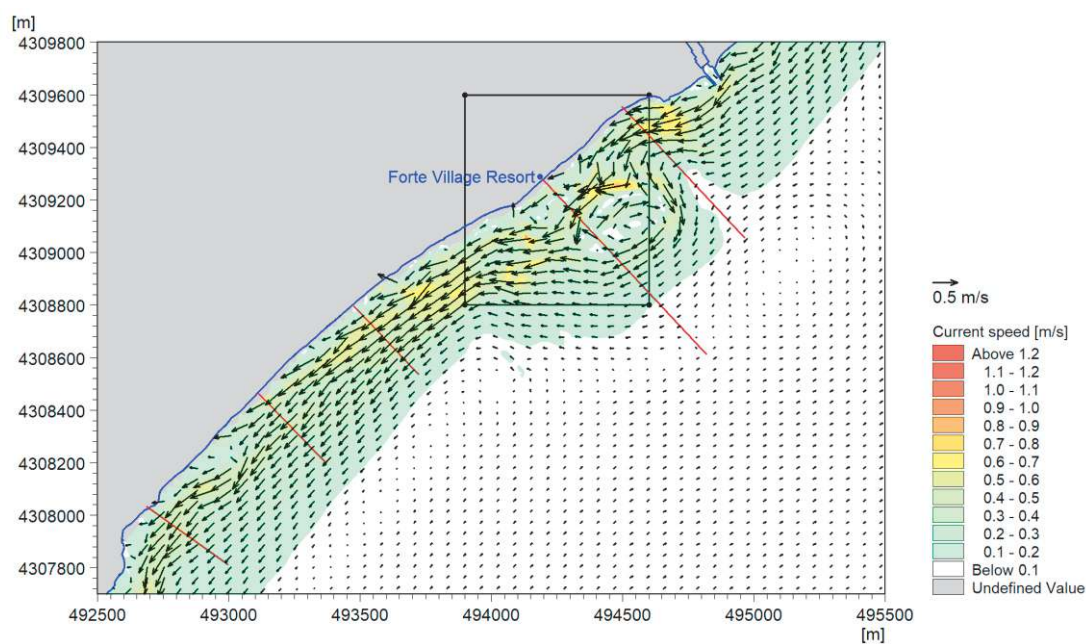 [m]
4309800
4309600
4309400
Forte Village Resort
4309200
4309000
4308800
4308600
4308400
4308200
4308000
4307800
492500 493000 493500 494000 494500 495000 495500
[m]
0.5 m/s
Current speed [m/s]
Above 1.2
1.1 - 1.2
1.0 - 1.1
0.9 - 1.0
0.8 - 0.9
0.7 - 0.8
0.6 - 0.7
0.5 - 0.6
0.4 - 0.5
0.3 - 0.4
0.2 - 0.3
0.1 - 0.2
Below 0.1
Undefined Value